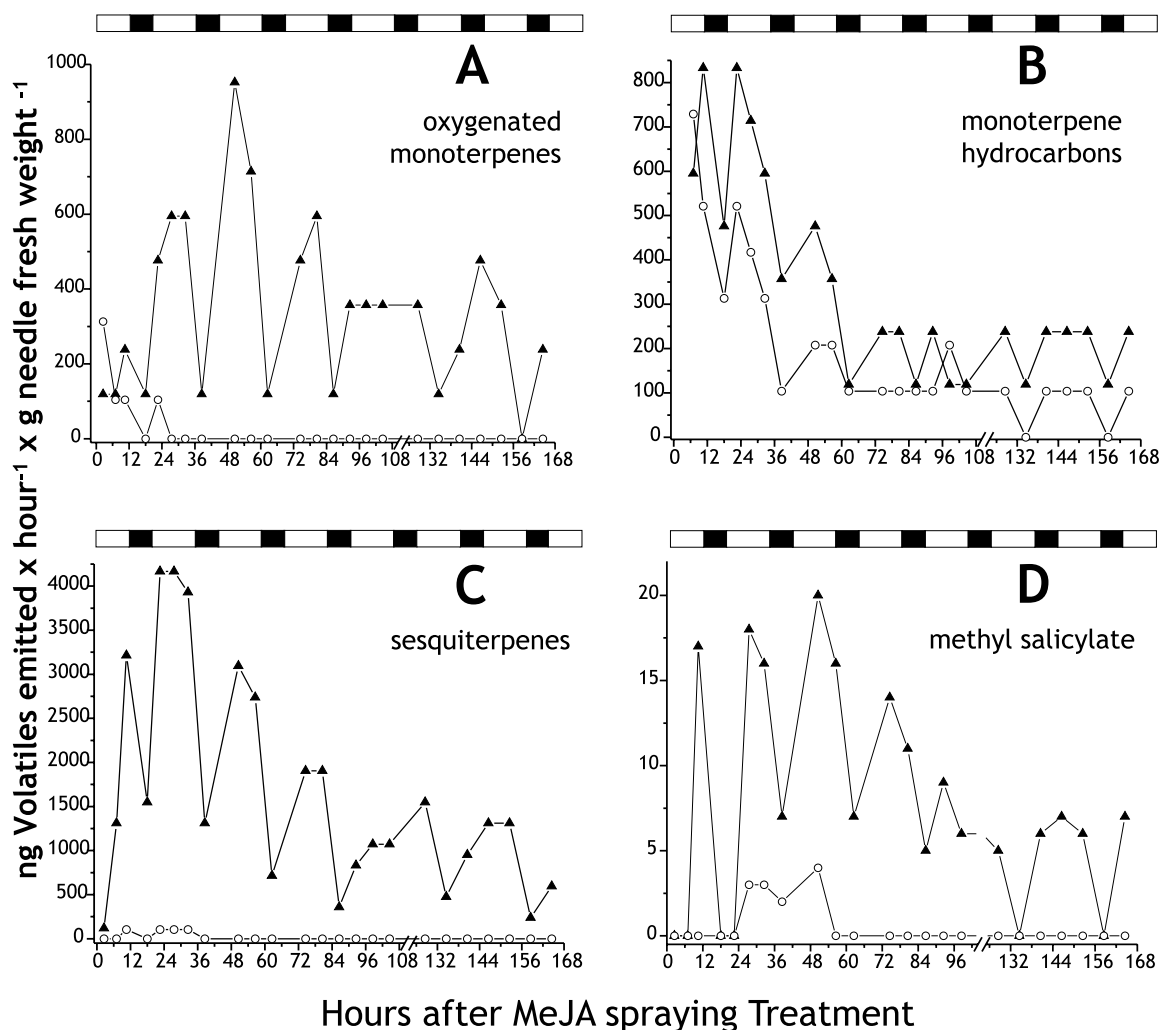 A
oxygenated
monoterpenes
1000
800
600
400
200
0
0 12 24 36 48 60 72 84 96 108 132 144 156 168
B
monoterpene
hydrocarbons
800
700
600
500
400
300
200
100
0
0 12 24 36 48 60 72 84 96 108 132 144 156 168
C
sesquiterpenes
4000
3500
3000
2500
2000
1500
1000
500
0
0 12 24 36 48 60 72 84 96 108 132 144 156 168
D
methyl salicylate
20
15
10
5
0
0 12 24 36 48 60 72 84 96 132 144 156 168
ng Volatiles emitted x hour⁻¹ x g needle fresh weight ⁻¹
Hours after MeJA spraying Treatment